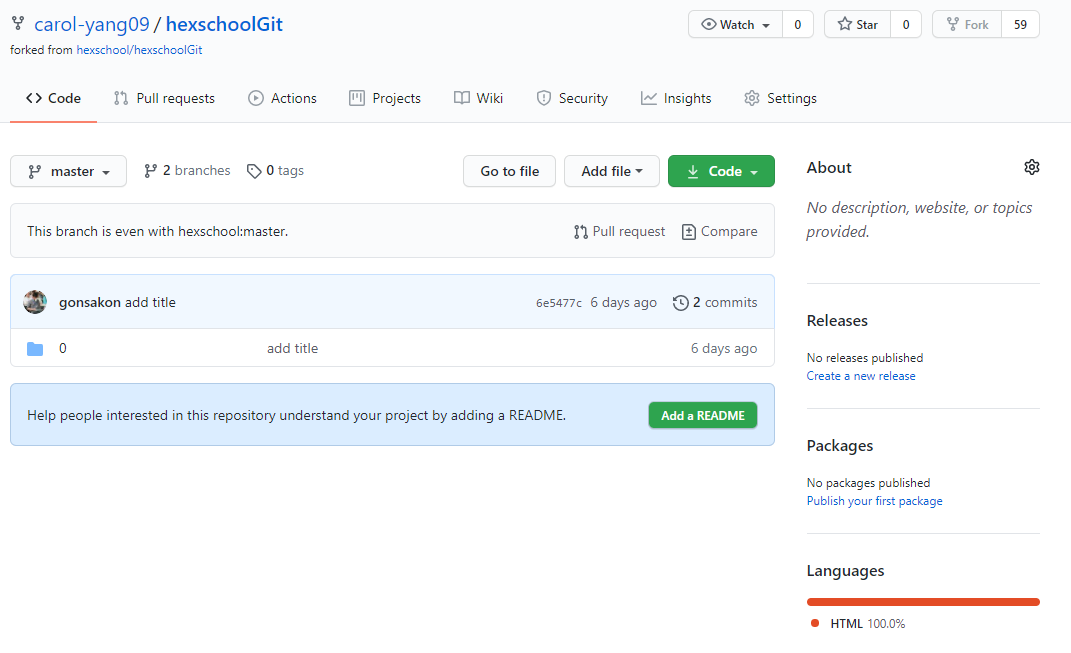 carol-yang09 / hexschoolGit
Watch 0 Star 0 Fork 59
forked from hexschool/hexschoolGit
Code Pull requests Actions Projects Wiki Security Insights Settings
master 2 branches 0 tags Go to file Add file Code
This branch is even with hexschool:master. Pull request Compare
gonsakon add title 6e5477c 6 days ago 2 commits
0 add title 6 days ago
Help people interested in this repository understand your project by adding a README. Add a README
About
No description, website, or topics
provided.
Releases
No releases published
Create a new release
Packages
No packages published
Publish your first package
Languages
HTML 100.0%